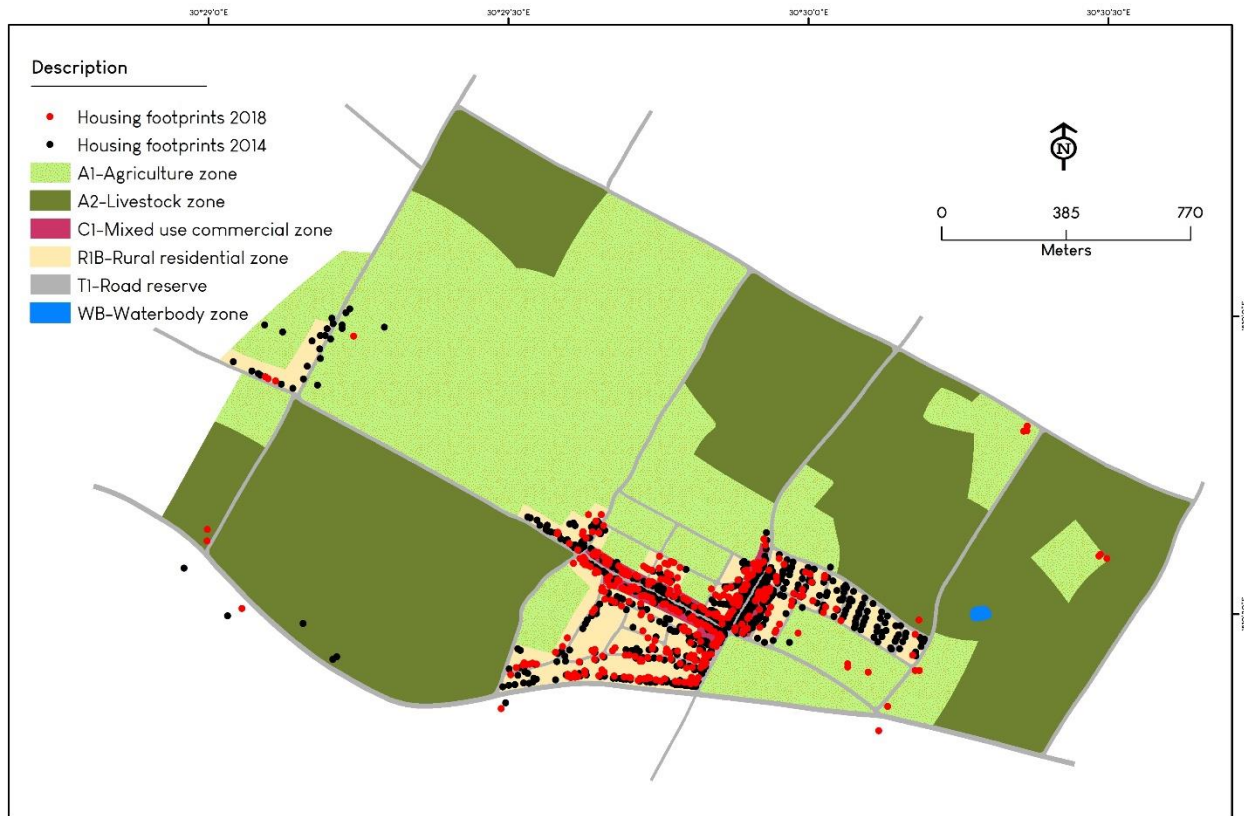 30°29'0"E
30°29'30"E
30°30'0"E
30°30'30"E
Description
Housing footprints 2018
Housing footprints 2014
A1-Agriculture zone
A2-Livestock zone
C1-Mixed use commercial zone
R1B-Rural residential zone
T1-Road reserve
WB-Waterbody zone
N
0
385
770
Meters